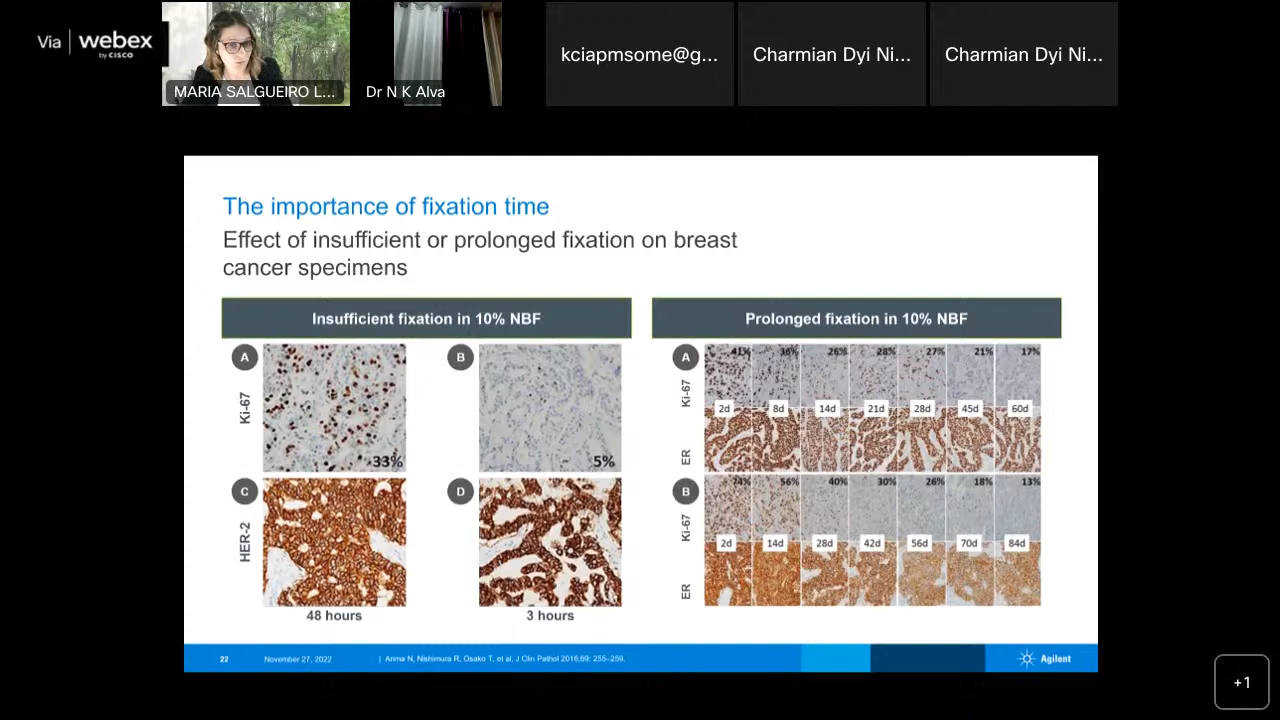 Via webex
by CISCO
MARIA SALGUEIRO L...
Dr N K Alva
kciapmsome@g...
Charmian Dyi Ni...
Charmian Dyi Ni...
The importance of fixation time
Effect of insufficient or prolonged fixation on breast
cancer specimens
Insufficient fixation in 10% NBF
A
Ki-67
33%
B
5%
C
HER-2
D
48 hours
3 hours
Prolonged fixation in 10% NBF
A
Ki-67
41% 36% 26% 28% 27% 21% 17%
2d 8d 14d 21d 28d 45d 60d
ER
B
Ki-67
74% 56% 40% 30% 26% 18% 13%
2d 14d 28d 42d 56d 70d 84d
ER
22 November 27, 2022 | Arima N, Nishimura R, Osako T, et al. J Clin Pathol 2016;69: 255–259.
Agilent
+1